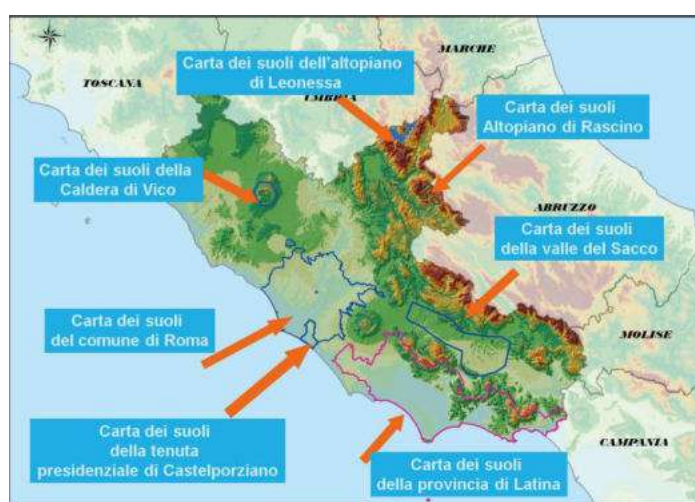 MARCHE
TOSCANA
Carta dei suoli dell'altopiano
di Leonessa
UMBRIA
Carta dei suoli
Altopiano di Rascino
Carta dei suoli della
Caldera di Vico
ABRUZZO
Carta dei suoli
della valle del Sacco
Carta dei suoli
del comune di Roma
MOLISE
Carta dei suoli
della tenuta
presidenziale di Castelporziano
Carta dei suoli
della provincia di Latina
CAMPANIA